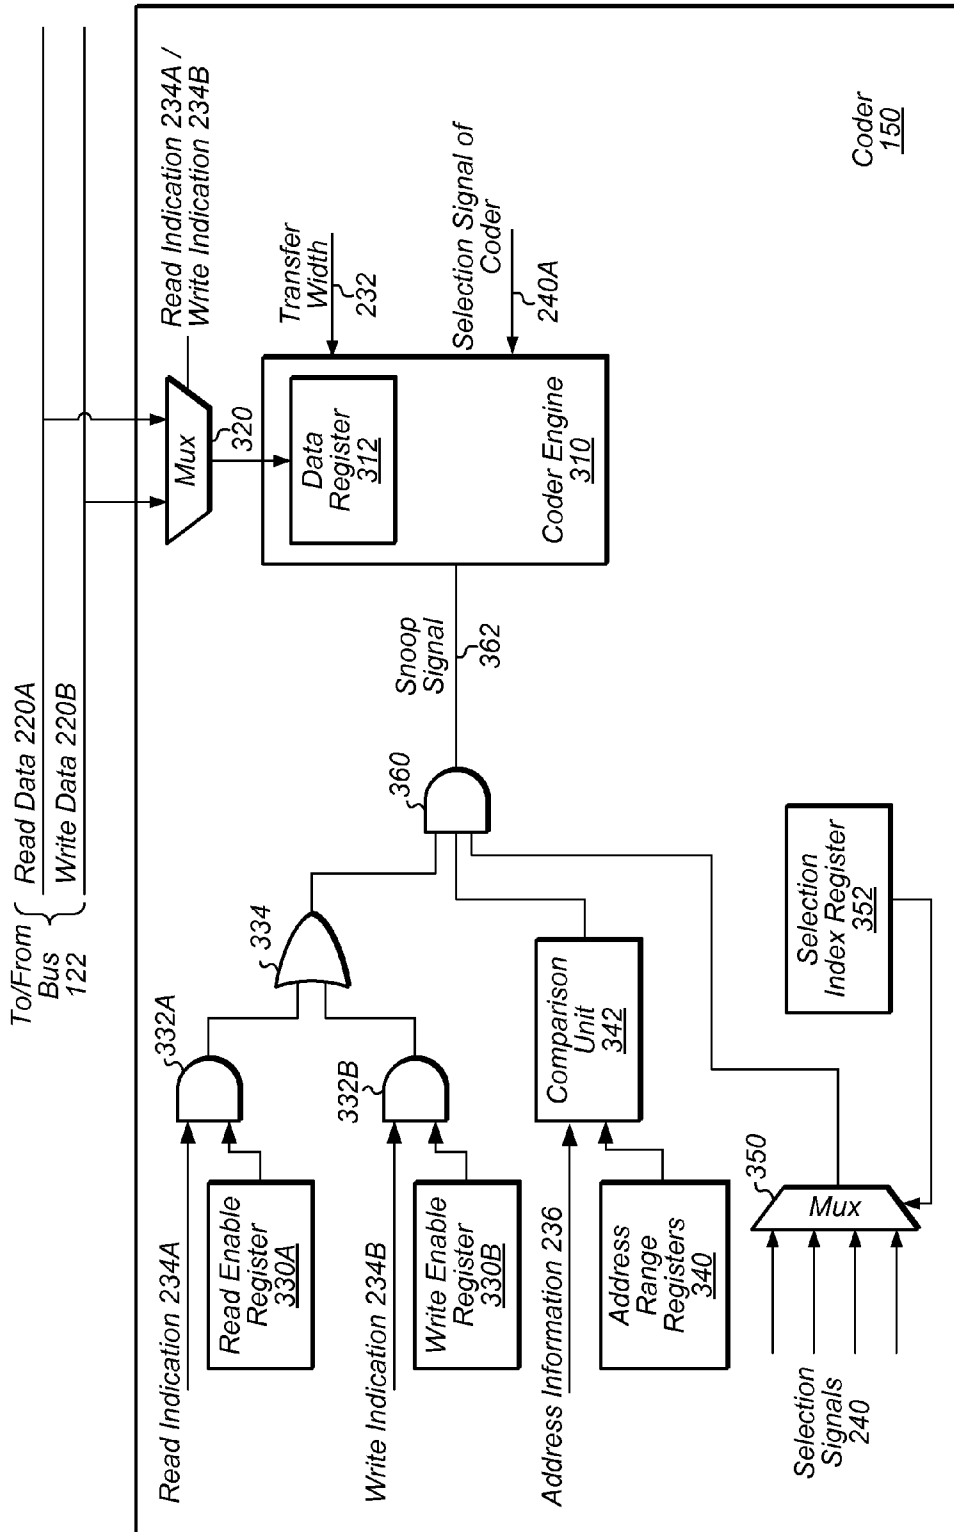 To/From
Bus
122
Read Data 220A
Write Data 220B
Read Indication 234A /
Write Indication 234B
Mux
320
Transfer
Width
232
Selection Signal of
Coder
240A
Data
Register
312
Coder Engine
310
Coder
150
Snoop
Signal
362
360
334
332A
332B
Read Indication 234A
Read Enable
Register
330A
Write Indication 234B
Write Enable
Register
330B
Address Information 236
Comparison
Unit
342
Address
Range
Registers
340
Selection
Index Register
352
350
Mux
Selection
Signals
240